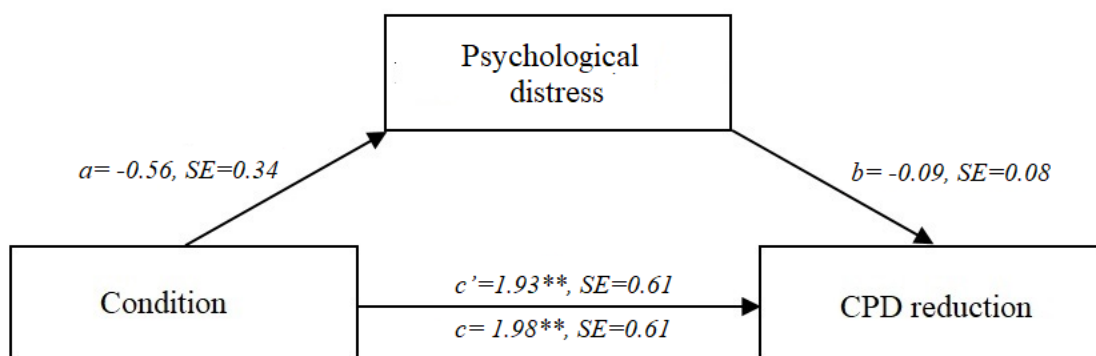 Psychological
distress
a= -0.56, SE=0.34
b= -0.09, SE=0.08
Condition
c’=1.93**, SE=0.61
c= 1.98**, SE=0.61
CPD reduction